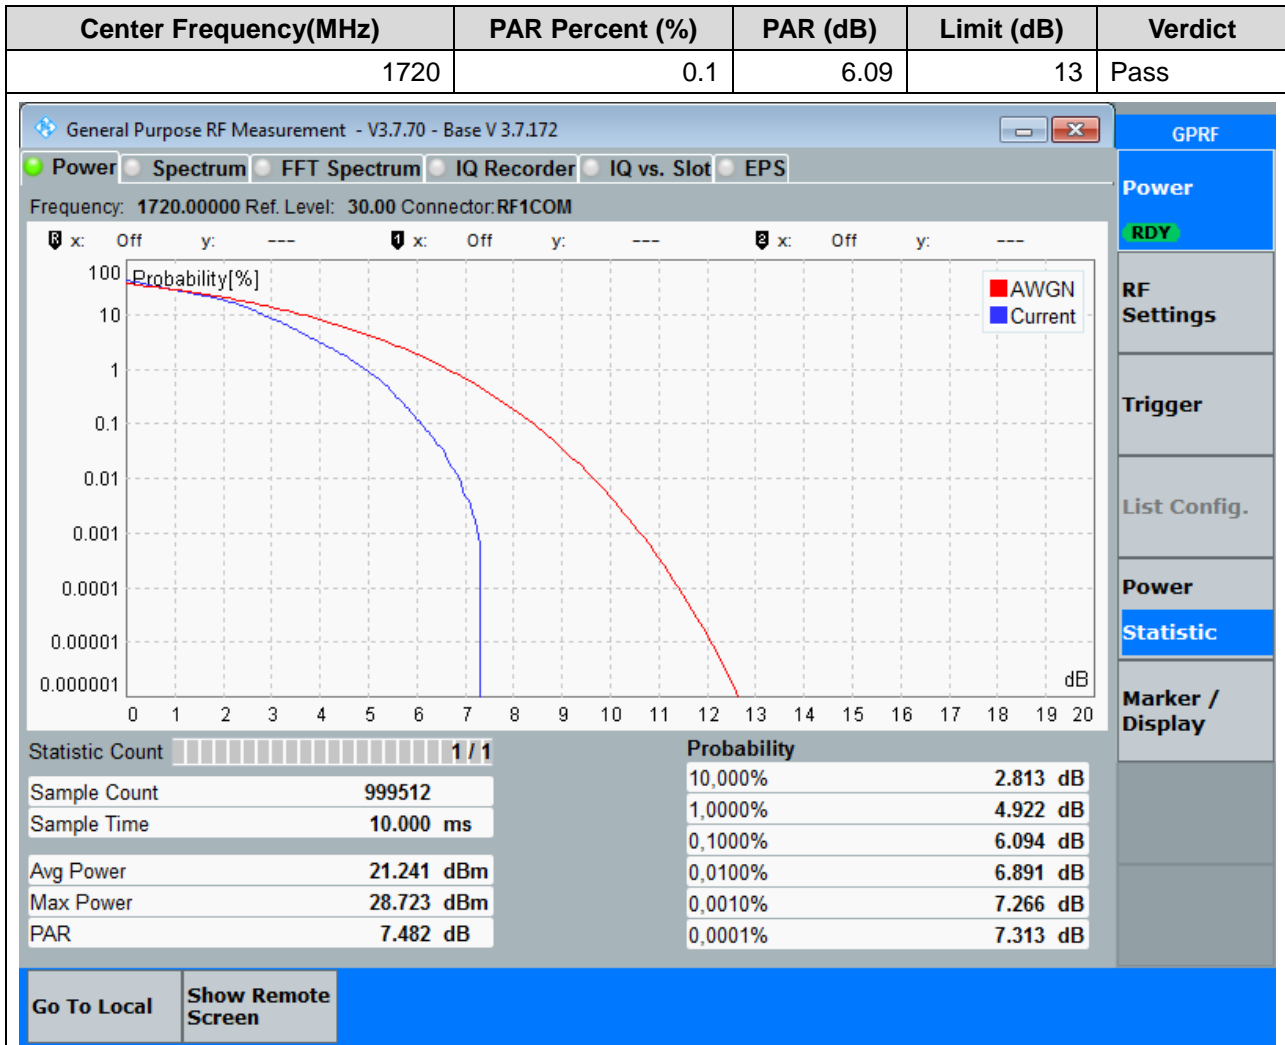 Center Frequency(MHz) PAR Percent (%) PAR (dB) Limit (dB) Verdict
1720 0.1 6.09 13 Pass
General Purpose RF Measurement - V3.7.70 - Base V 3.7.172
GPRF
Power Spectrum FFT Spectrum IQ Recorder IQ vs. Slot EPS
Frequency: 1720.00000 Ref. Level: 30.00 Connector: RF1COM
R x: Off y: --- 1 x: Off y: --- 2 x: Off y: ---
Power
RDY
RF
Settings
Trigger
List Config.
Power
Statistic
Marker /
Display
Probability[%]
AWGN
Current
100
10
1
0.1
0.01
0.001
0.0001
0.00001
0.000001
dB
0 1 2 3 4 5 6 7 8 9 10 11 12 13 14 15 16 17 18 19 20
Statistic Count 1 / 1
Sample Count 999512
Sample Time 10.000 ms
Avg Power 21.241 dBm
Max Power 28.723 dBm
PAR 7.482 dB
Probability
10,000% 2.813 dB
1,0000% 4.922 dB
0,1000% 6.094 dB
0,0100% 6.891 dB
0,0010% 7.266 dB
0,0001% 7.313 dB
Go To Local
Show Remote
Screen